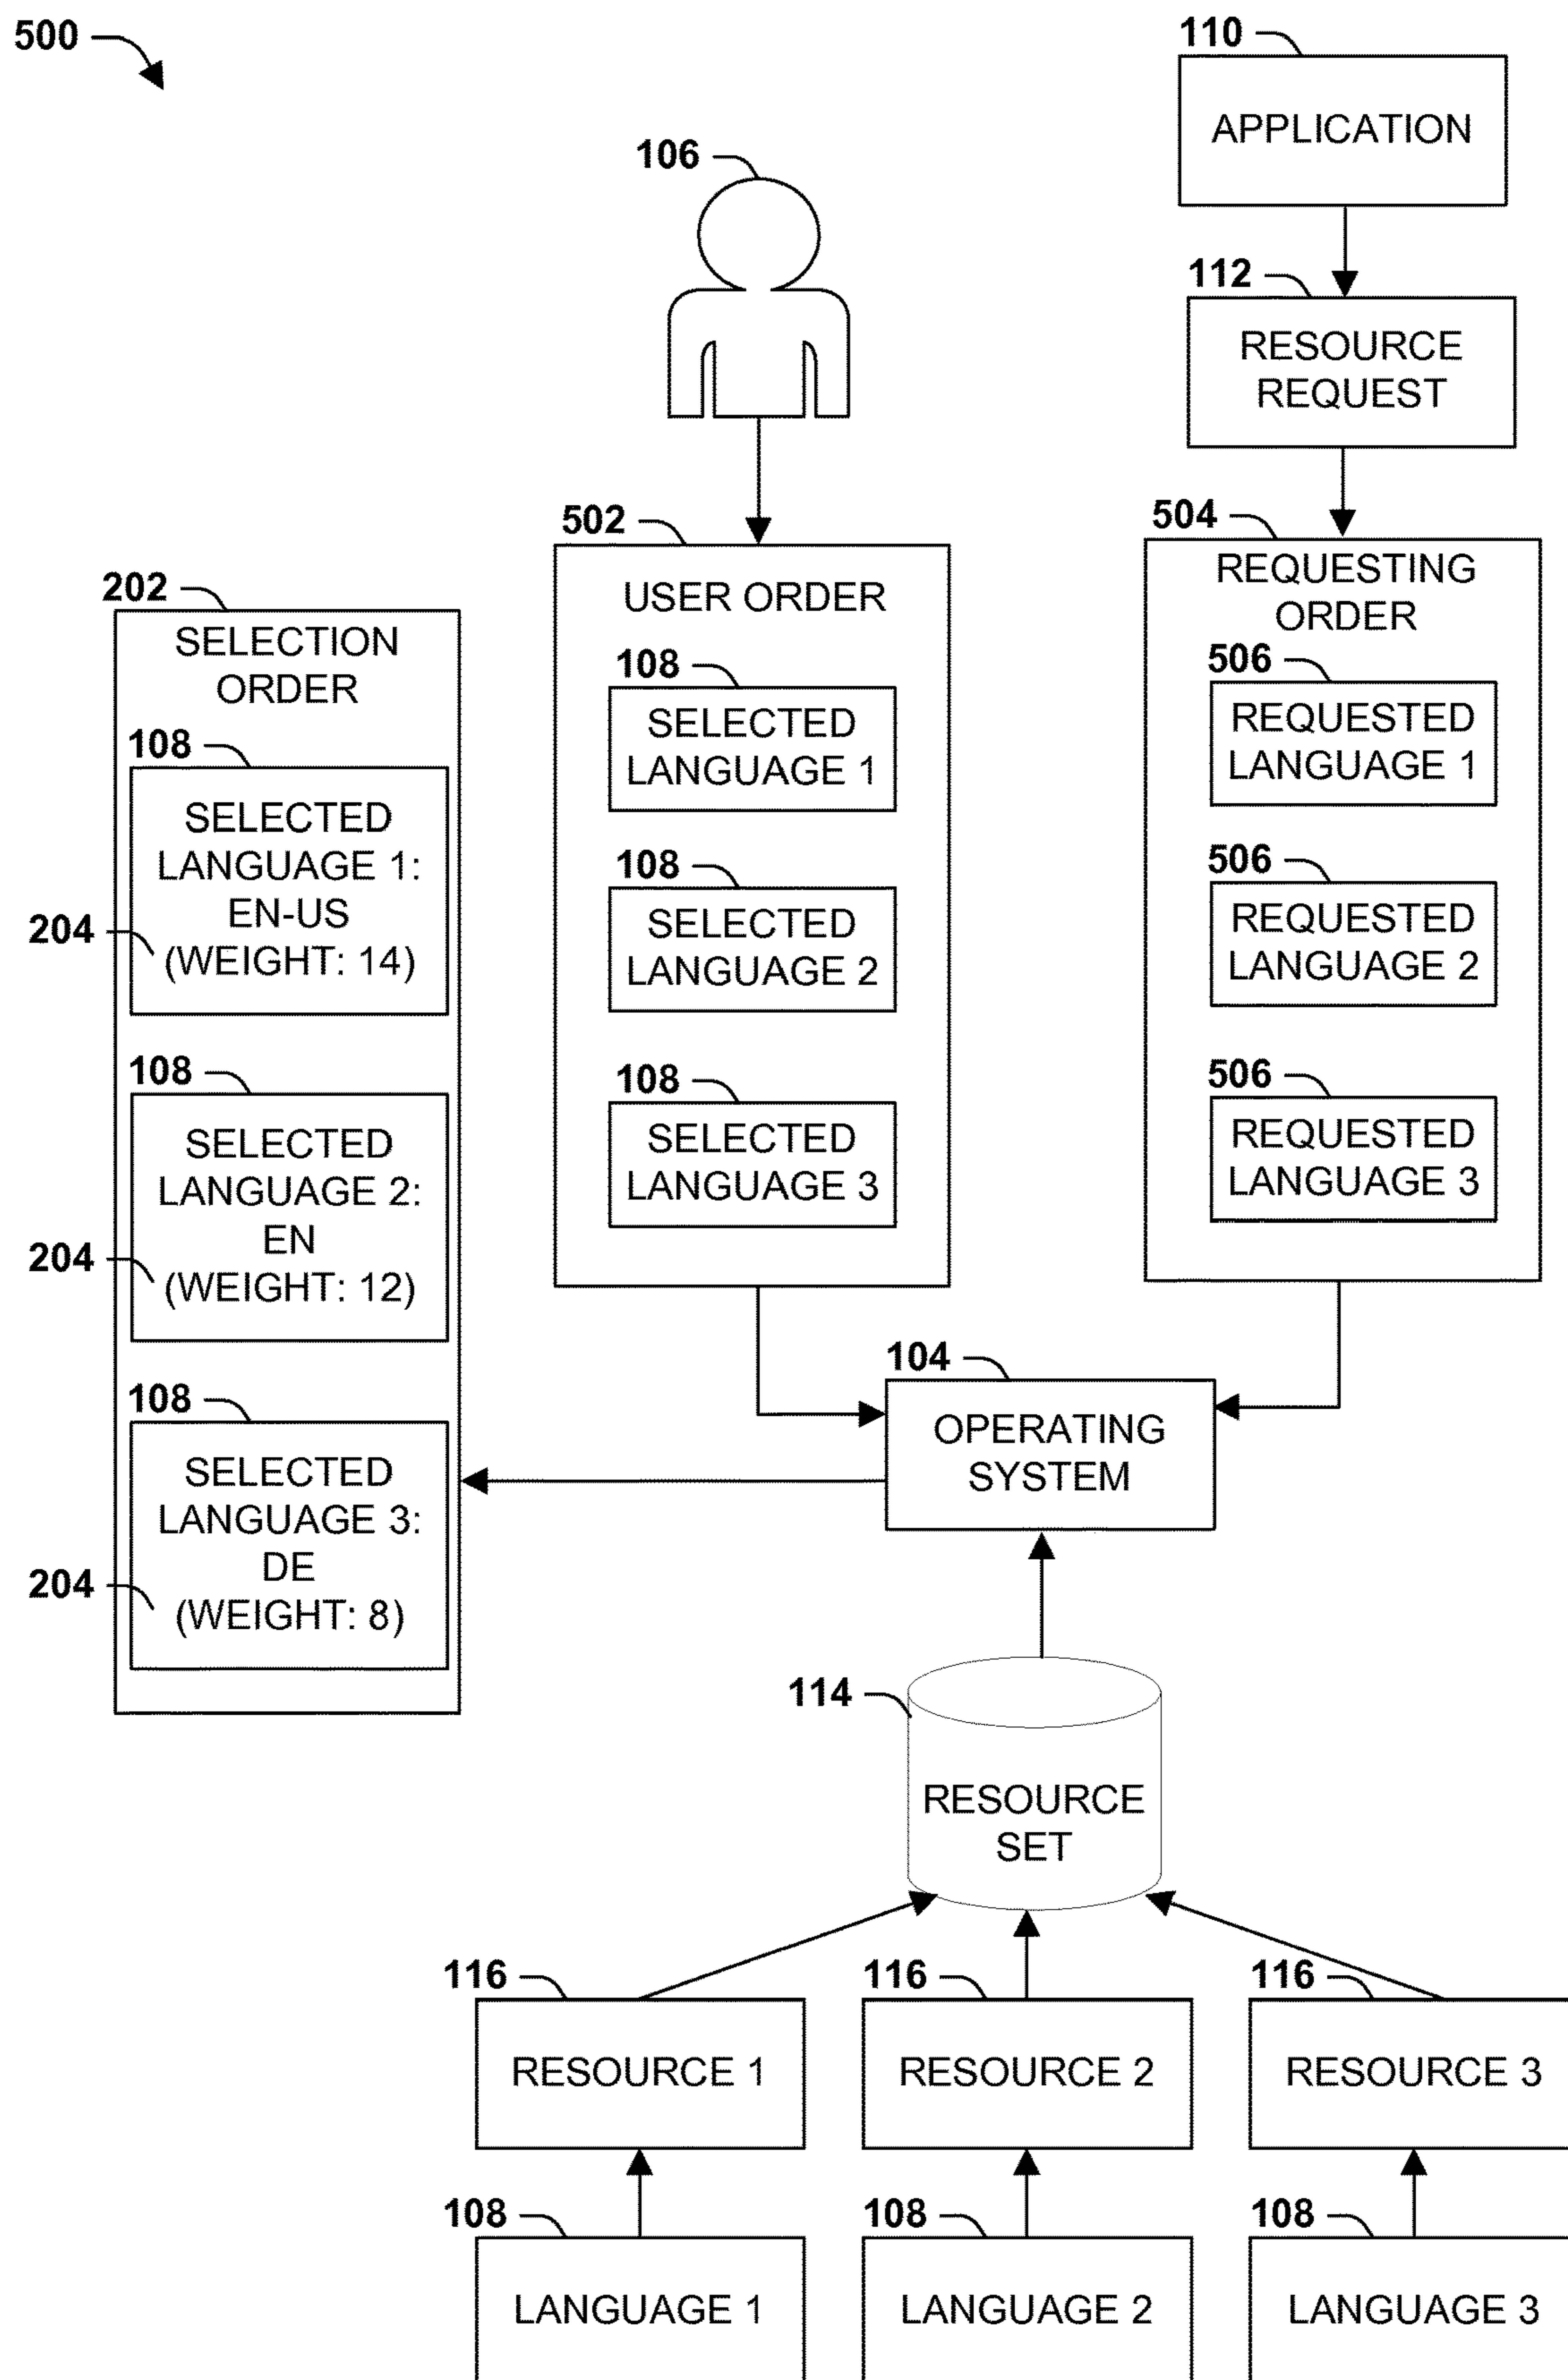 500
110
APPLICATION
106
112
RESOURCE
REQUEST
502
USER ORDER
108
SELECTED
LANGUAGE 1
108
SELECTED
LANGUAGE 2
108
SELECTED
LANGUAGE 3
504
REQUESTING
ORDER
506
REQUESTED
LANGUAGE 1
506
REQUESTED
LANGUAGE 2
506
REQUESTED
LANGUAGE 3
202
SELECTION
ORDER
108
SELECTED
LANGUAGE 1:
EN-US
204
(WEIGHT: 14)
108
SELECTED
LANGUAGE 2:
EN
204
(WEIGHT: 12)
108
SELECTED
LANGUAGE 3:
DE
204
(WEIGHT: 8)
104
OPERATING
SYSTEM
114
RESOURCE
SET
116
RESOURCE 1
116
RESOURCE 2
116
RESOURCE 3
108
LANGUAGE 1
108
LANGUAGE 2
108
LANGUAGE 3